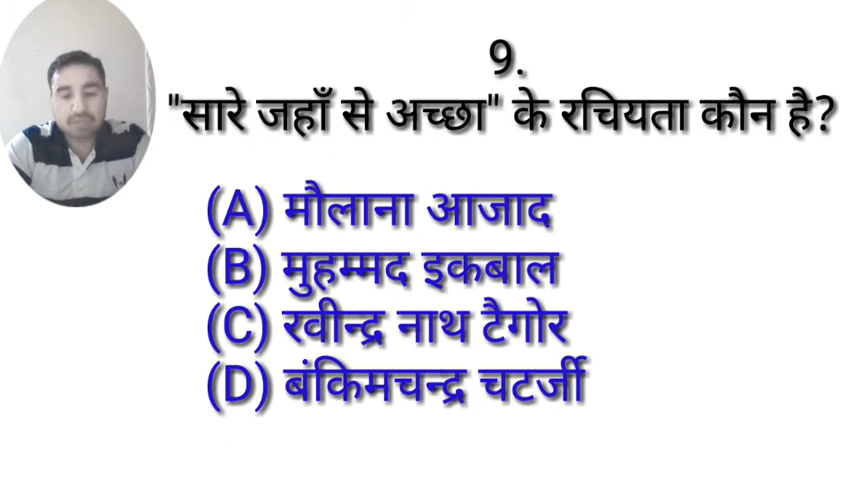 9.
"सारे जहाँ से अच्छा" के रचियता कौन है?
(A) मौलाना आजाद
(B) मुहम्मद इकबाल
(C) रवीन्द्र नाथ टैगोर
(D) बंकिमचन्द्र चटर्जी